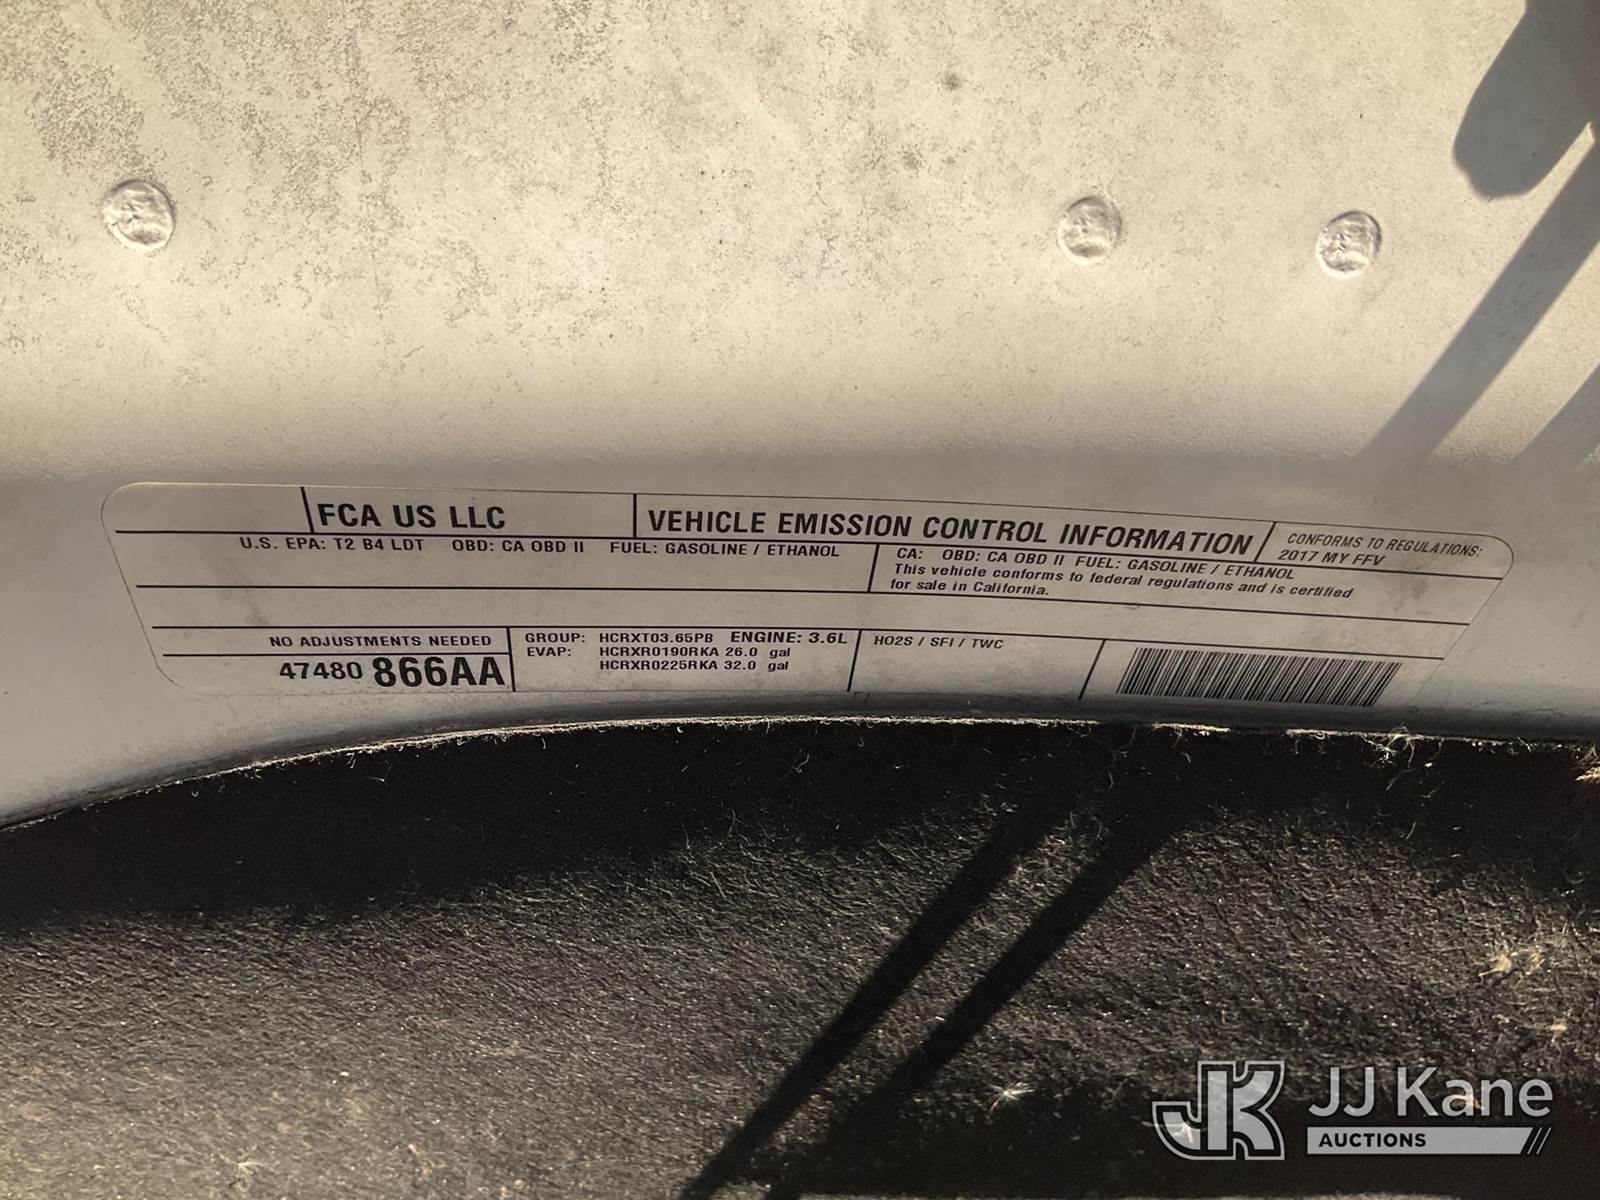 FCA US LLC
VEHICLE EMISSION CONTROL INFORMATION
CONFORMS TO REGULATIONS:
2017 MY FFV
U.S. EPA: T2 B4 LDT OBD: CA OBD II FUEL: GASOLINE / ETHANOL
CA: OBD: CA OBD II FUEL: GASOLINE / ETHANOL
This vehicle conforms to federal regulations and is certified
for sale in California.
NO ADJUSTMENTS NEEDED
47480 866AA
GROUP: HCRXT03.65PB ENGINE: 3.6L
EVAP: HCRXR0190RKA 26.0 gal
HCRXR0225RKA 32.0 gal
HO2S / SFI / TWC
JK JJ Kane
AUCTIONS